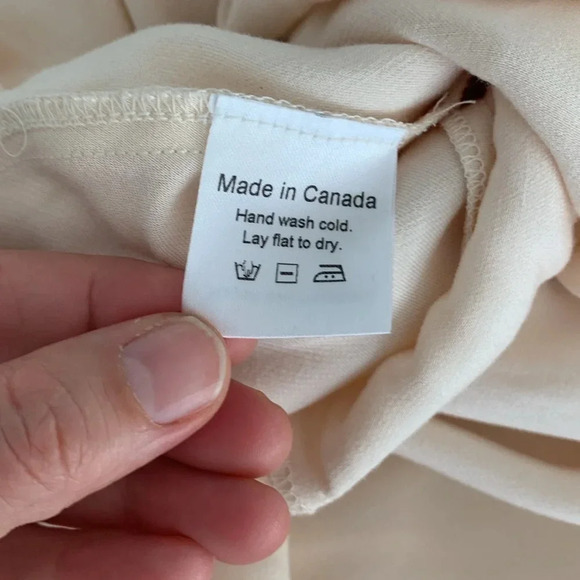 Made in Canada
Hand wash cold.
Lay flat to dry.